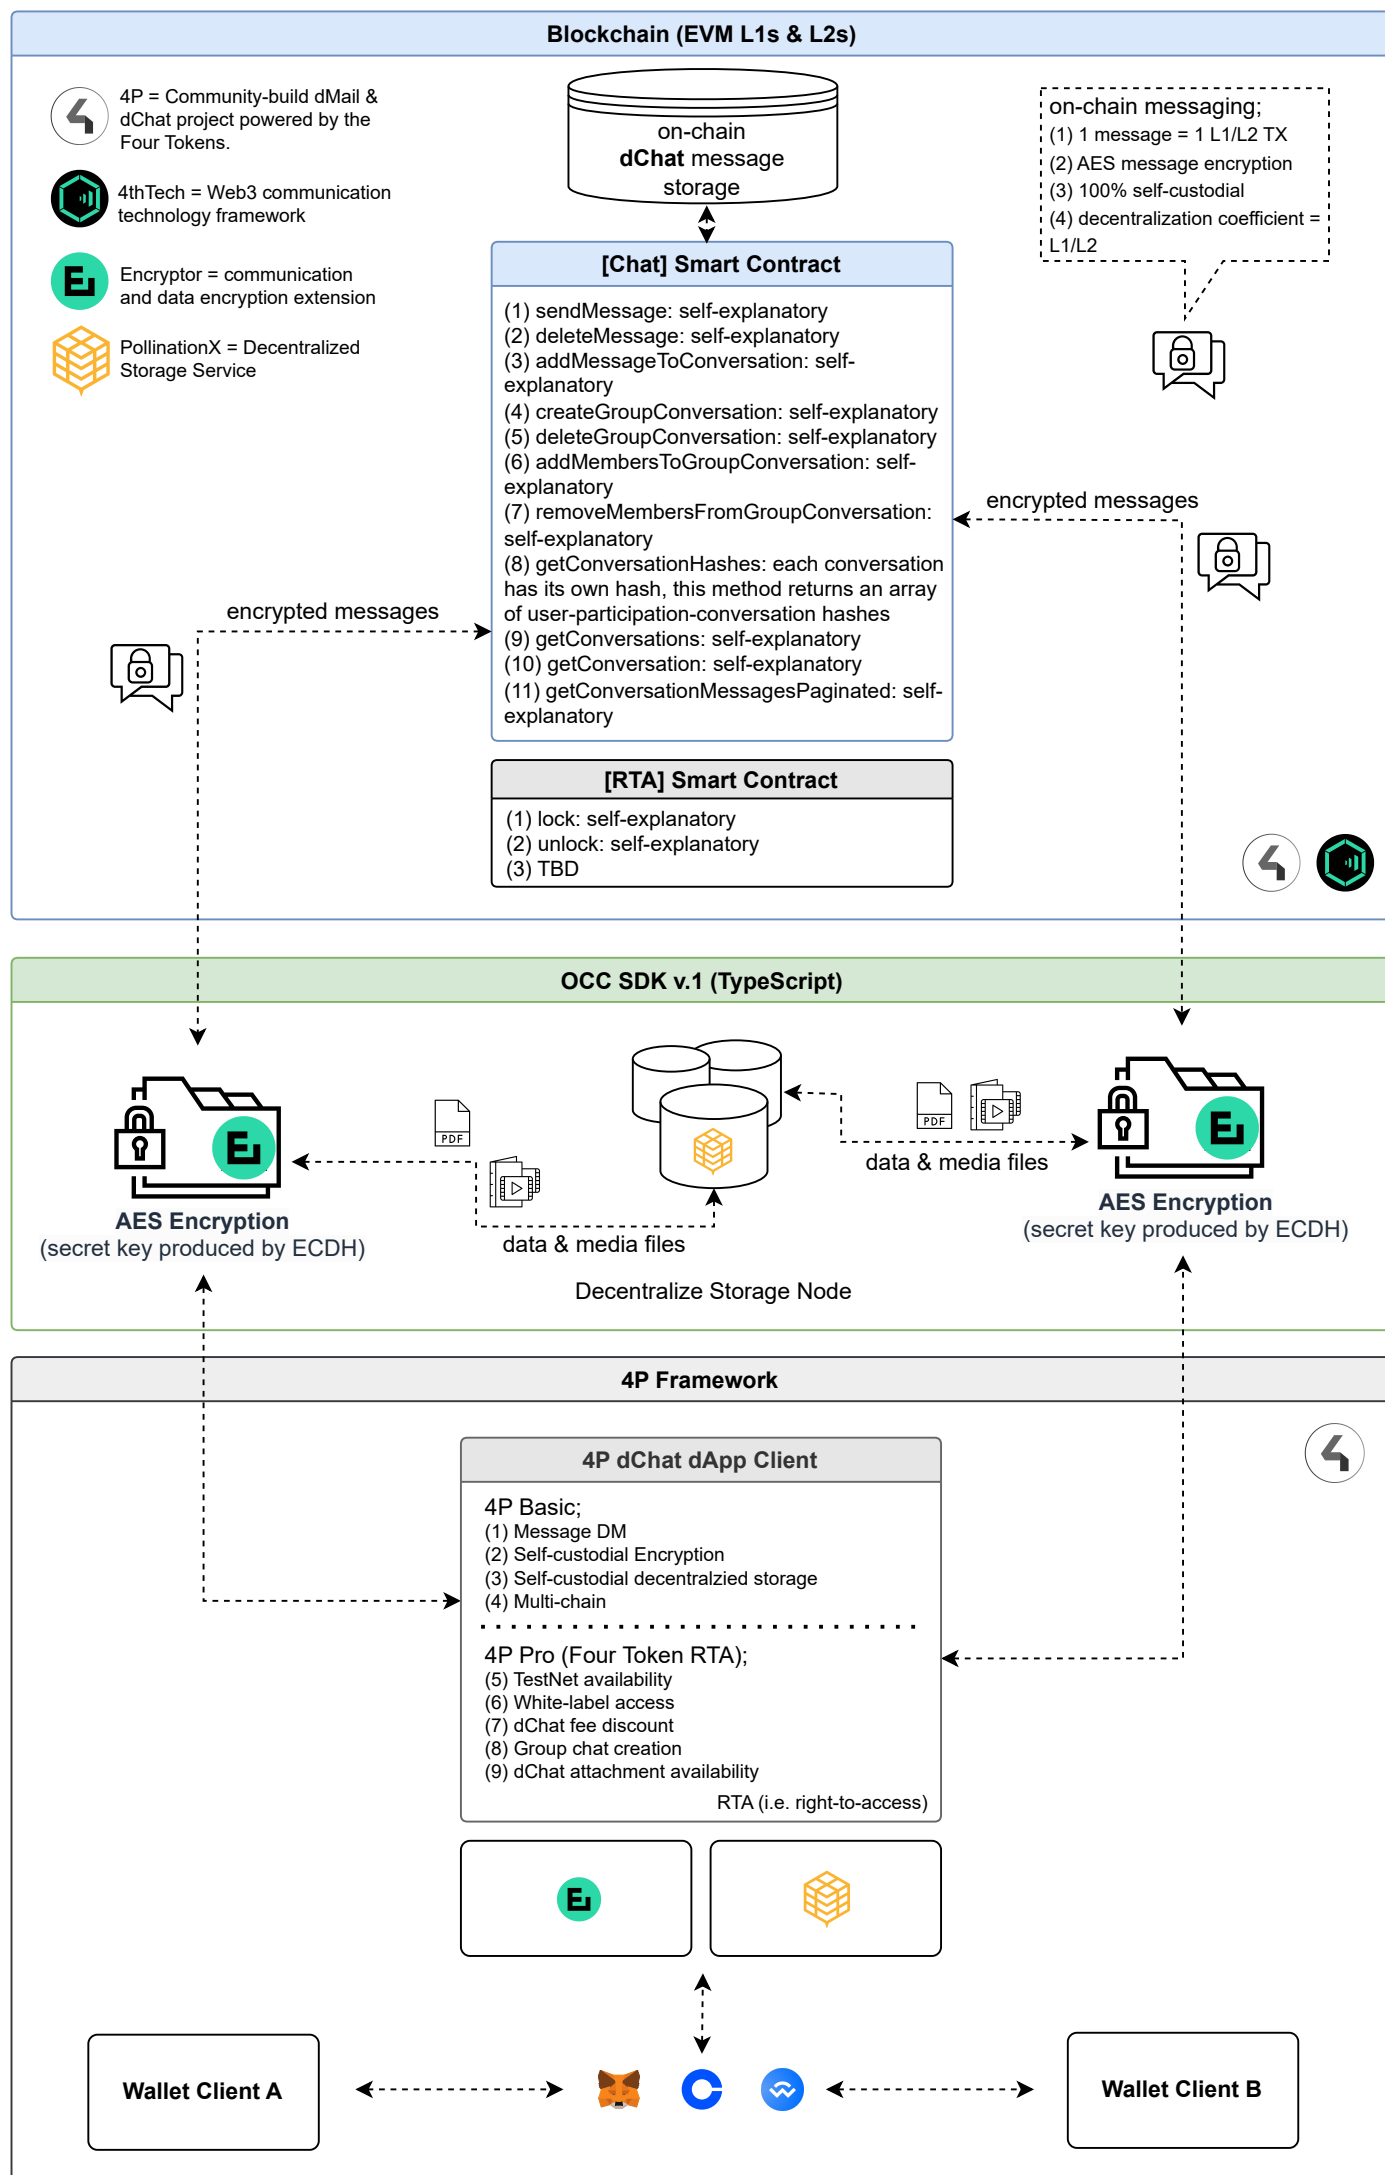 Blockchain (EVM L1s & L2s)
4P = Community-build dMail &
dChat project powered by the
Four Tokens.
4thTech = Web3 communication
technology framework
Encryptor = communication
and data encryption extension
PollinationX = Decentralized
Storage Service
on-chain
dChat message
storage
on-chain messaging;
(1) 1 message = 1 L1/L2 TX
(2) AES message encryption
(3) 100% self-custodial
(4) decentralization coefficient =
L1/L2
[Chat] Smart Contract
(1) sendMessage: self-explanatory
(2) deleteMessage: self-explanatory
(3) addMessageToConversation: self-
explanatory
(4) createGroupConversation: self-explanatory
(5) deleteGroupConversation: self-explanatory
(6) addMembersToGroupConversation: self-
explanatory
(7) removeMembersFromGroupConversation:
self-explanatory
(8) getConversationHashes: each conversation
has its own hash, this method returns an array
of user-participation-conversation hashes
(9) getConversations: self-explanatory
(10) getConversation: self-explanatory
(11) getConversationMessagesPaginated: self-
explanatory
encrypted messages
encrypted messages
[RTA] Smart Contract
(1) lock: self-explanatory
(2) unlock: self-explanatory
(3) TBD
OCC SDK v.1 (TypeScript)
PDF
PDF
data & media files
AES Encryption
(secret key produced by ECDH)
data & media files
AES Encryption
(secret key produced by ECDH)
Decentralize Storage Node
4P Framework
4P dChat dApp Client
4P Basic;
(1) Message DM
(2) Self-custodial Encryption
(3) Self-custodial decentralzied storage
(4) Multi-chain
4P Pro (Four Token RTA);
(5) TestNet availability
(6) White-label access
(7) dChat fee discount
(8) Group chat creation
(9) dChat attachment availability
RTA (i.e. right-to-access)
Wallet Client A
Wallet Client B